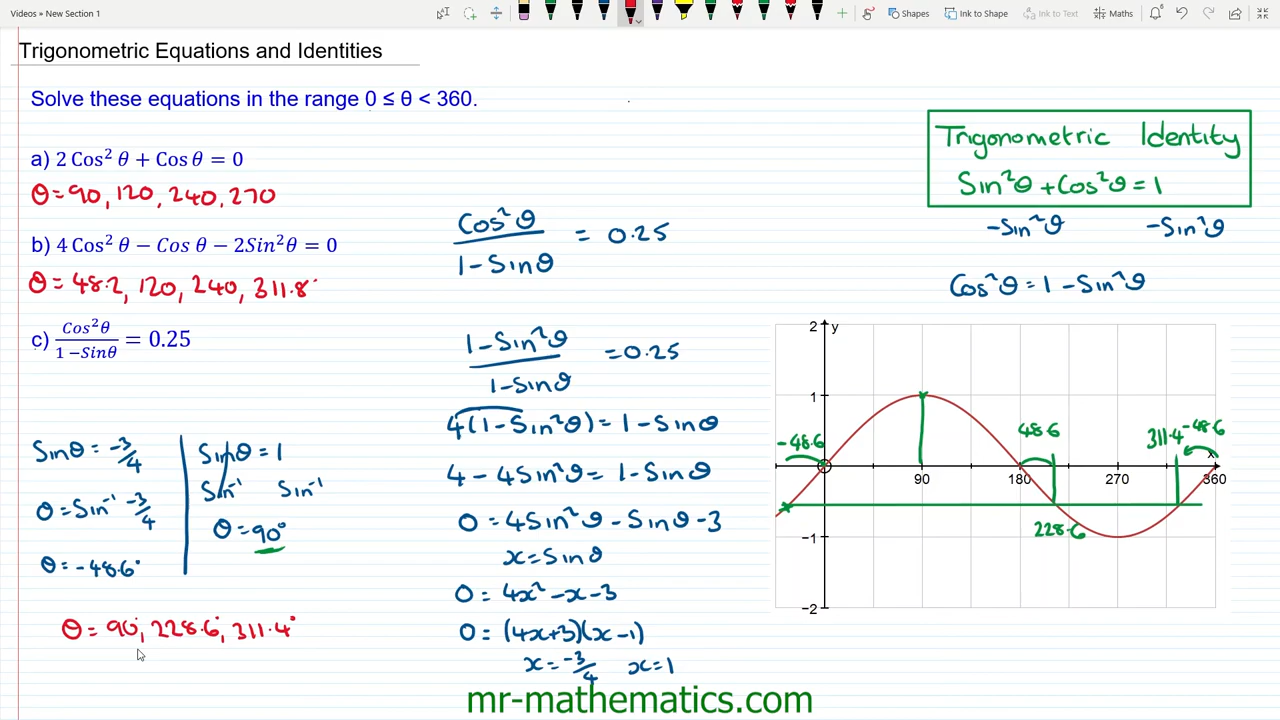 Videos » New Section 1
Shapes Ink to Shape Ink to Text Maths
Trigonometric Equations and Identities
Solve these equations in the range 0 ≤ θ < 360.
a) 2 Cos² θ + Cos θ = 0
θ = 90, 120, 240, 270
b) 4 Cos² θ − Cos θ − 2Sin²θ = 0
θ = 48.2, 120, 240, 311.8°
c) Cos²θ / 1 − Sinθ = 0.25
Sinθ = -3/4
θ = Sin⁻¹ -3/4
θ = -48.6°
Sinθ = 1
Sin⁻¹ Sin⁻¹
θ = 90°
θ = 90°, 228.6°, 311.4°
Cos²θ / 1 - Sinθ = 0.25
1 - Sin²θ / 1 - Sinθ = 0.25
4(1 - Sin²θ) = 1 - Sinθ
4 - 4Sin²θ = 1 - Sinθ
0 = 4Sin²θ - Sinθ - 3
x = Sinθ
0 = 4x² - x - 3
0 = (4x+3)(x-1)
x = -3/4 x = 1
Trigonometric Identity
Sin²θ + Cos²θ = 1
-Sin²θ -Sin²θ
Cos²θ = 1 - Sin²θ
2 y
1
-48.6 48.6 311.4 -48.6
x
90 180 270 360
228.6
−1
−2
mr-mathematics.com